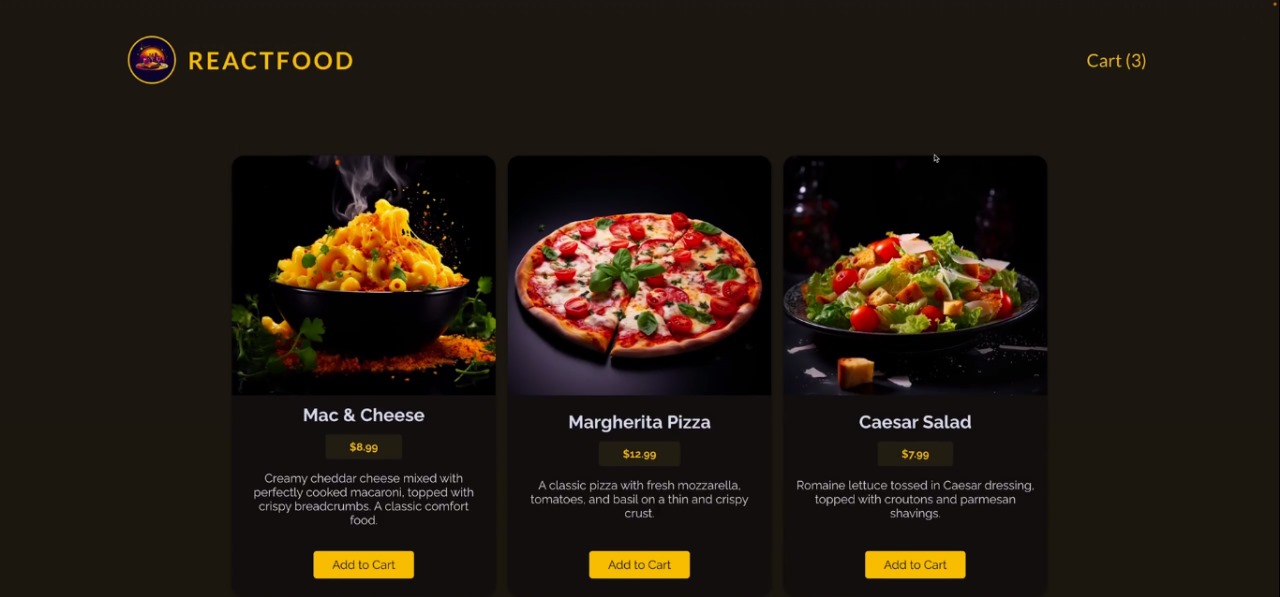 REACTFOOD
Cart (3)
Mac & Cheese
$8.99
Creamy cheddar cheese mixed with
perfectly cooked macaroni, topped with
crispy breadcrumbs. A classic comfort
food.
Add to Cart
Margherita Pizza
$12.99
A classic pizza with fresh mozzarella,
tomatoes, and basil on a thin and crispy
crust.
Add to Cart
Caesar Salad
$7.99
Romaine lettuce tossed in Caesar dressing,
topped with croutons and parmesan
shavings.
Add to Cart